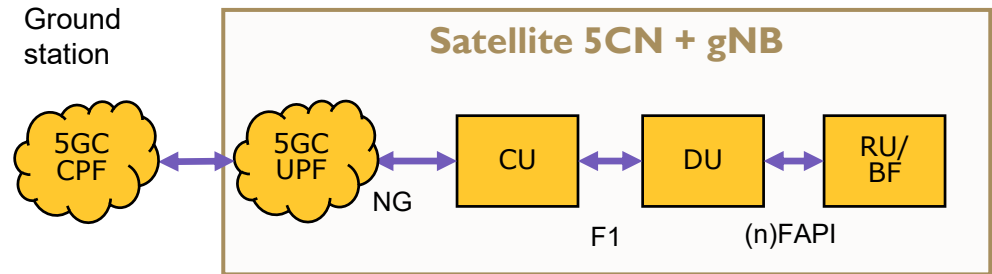 Ground
station
Satellite 5CN + gNB
5GC
CPF
5GC
UPF
NG
CU
F1
DU
(n)FAPI
RU/
BF